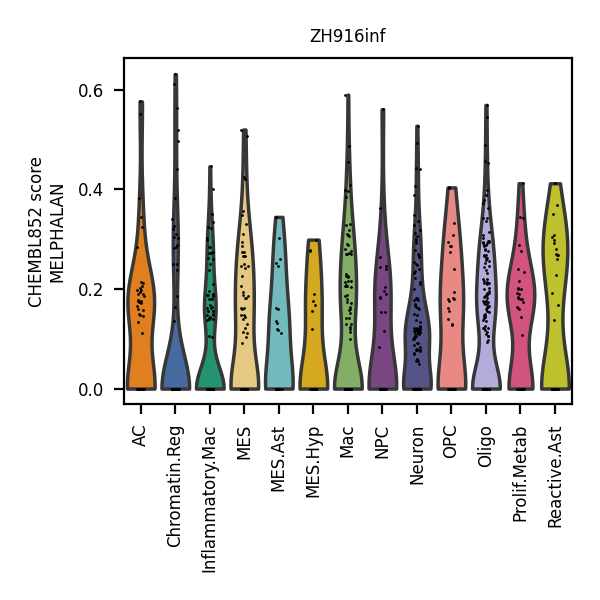 ZH916inf
CHEMBL852 score
MELPHALAN
0.6
0.4
0.2
0.0
AC
Chromatin.Reg
Inflammatory.Mac
MES
MES.Ast
MES.Hyp
Mac
NPC
Neuron
OPC
Oligo
Prolif.Metab
Reactive.Ast